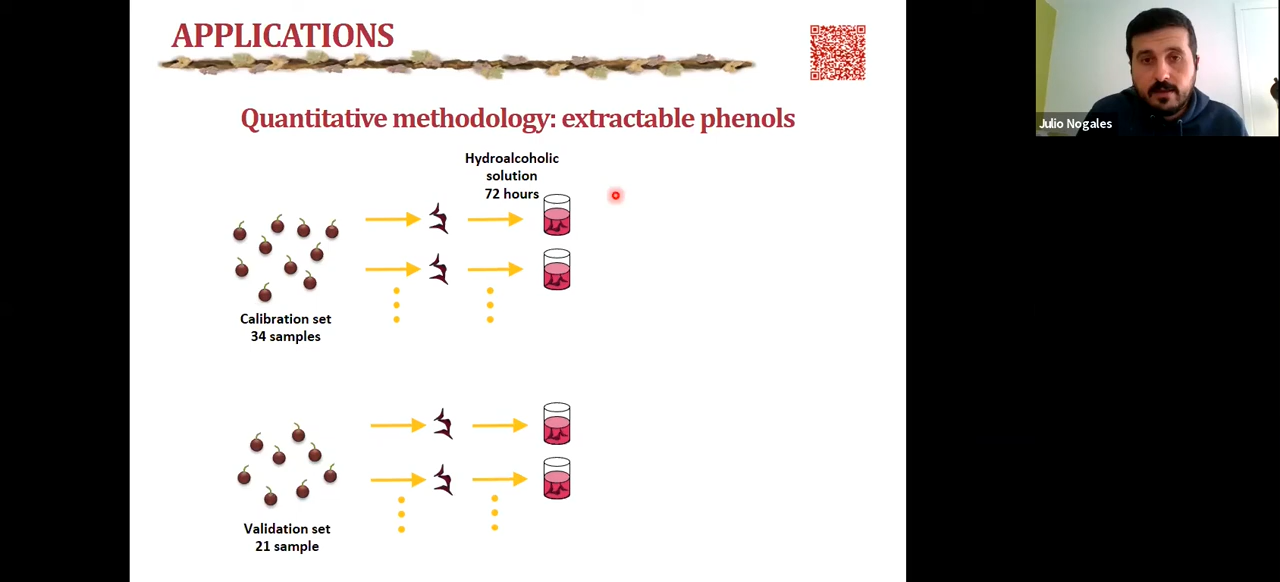 APPLICATIONS
Julio Nogales
Quantitative methodology: extractable phenols
Hydroalcoholic
solution
72 hours
Calibration set
34 samples
Validation set
21 sample